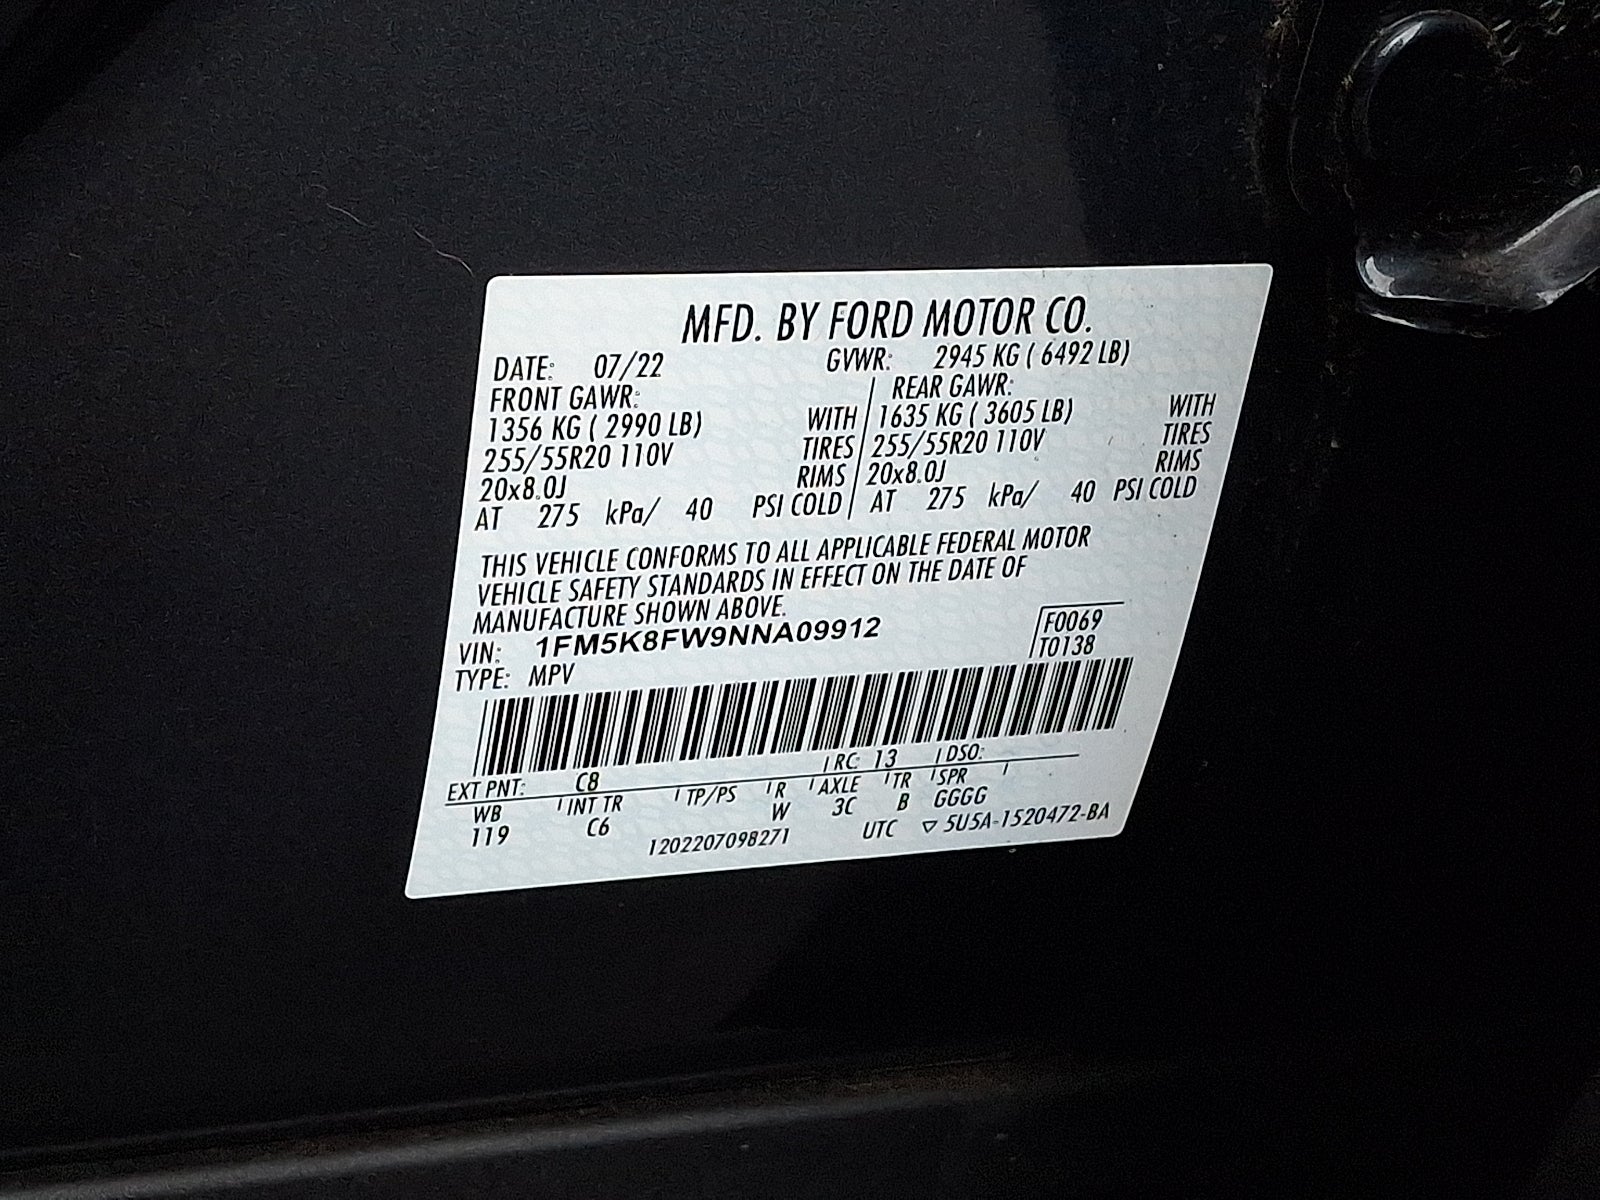 MFD. BY FORD MOTOR CO.
DATE: 07/22 GVWR: 2945 KG ( 6492 LB)
FRONT GAWR: REAR GAWR:
1356 KG ( 2990 LB) WITH 1635 KG ( 3605 LB) WITH
255/55R20 110V TIRES 255/55R20 110V TIRES
20x8.0J RIMS 20x8.0J RIMS
AT 275 kPa/ 40 PSI COLD AT 275 kPa/ 40 PSI COLD
THIS VEHICLE CONFORMS TO ALL APPLICABLE FEDERAL MOTOR
VEHICLE SAFETY STANDARDS IN EFFECT ON THE DATE OF
MANUFACTURE SHOWN ABOVE.
VIN: 1FM5K8FW9NNA09912 F0069
TYPE: MPV T0138
EXT PNT: C8 RC: 13 DSO:
WB INT TR TP/PS R AXLE TR SPR
119 C6 W 3C B GGGG
1202207098271 UTC ▽ 5U5A-1520472-BA